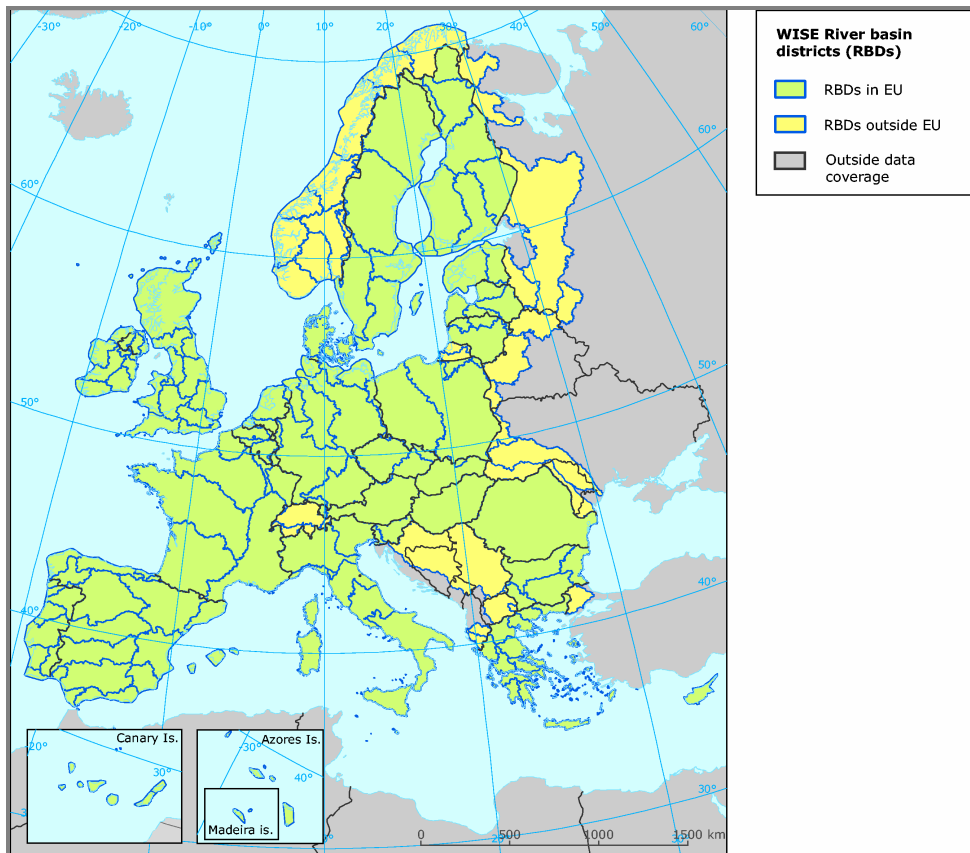 -30° -20° -10° 0° 10° 20° 30° 40° 50° 60°
WISE River basin
districts (RBDs)
RBDs in EU
RBDs outside EU
Outside data
coverage
60°
60°
50°
50°
40°
40°
30°
Canary Is.
20°
30°
Azores Is.
-30°
40°
Madeira is.
0 500 1000 1500 km